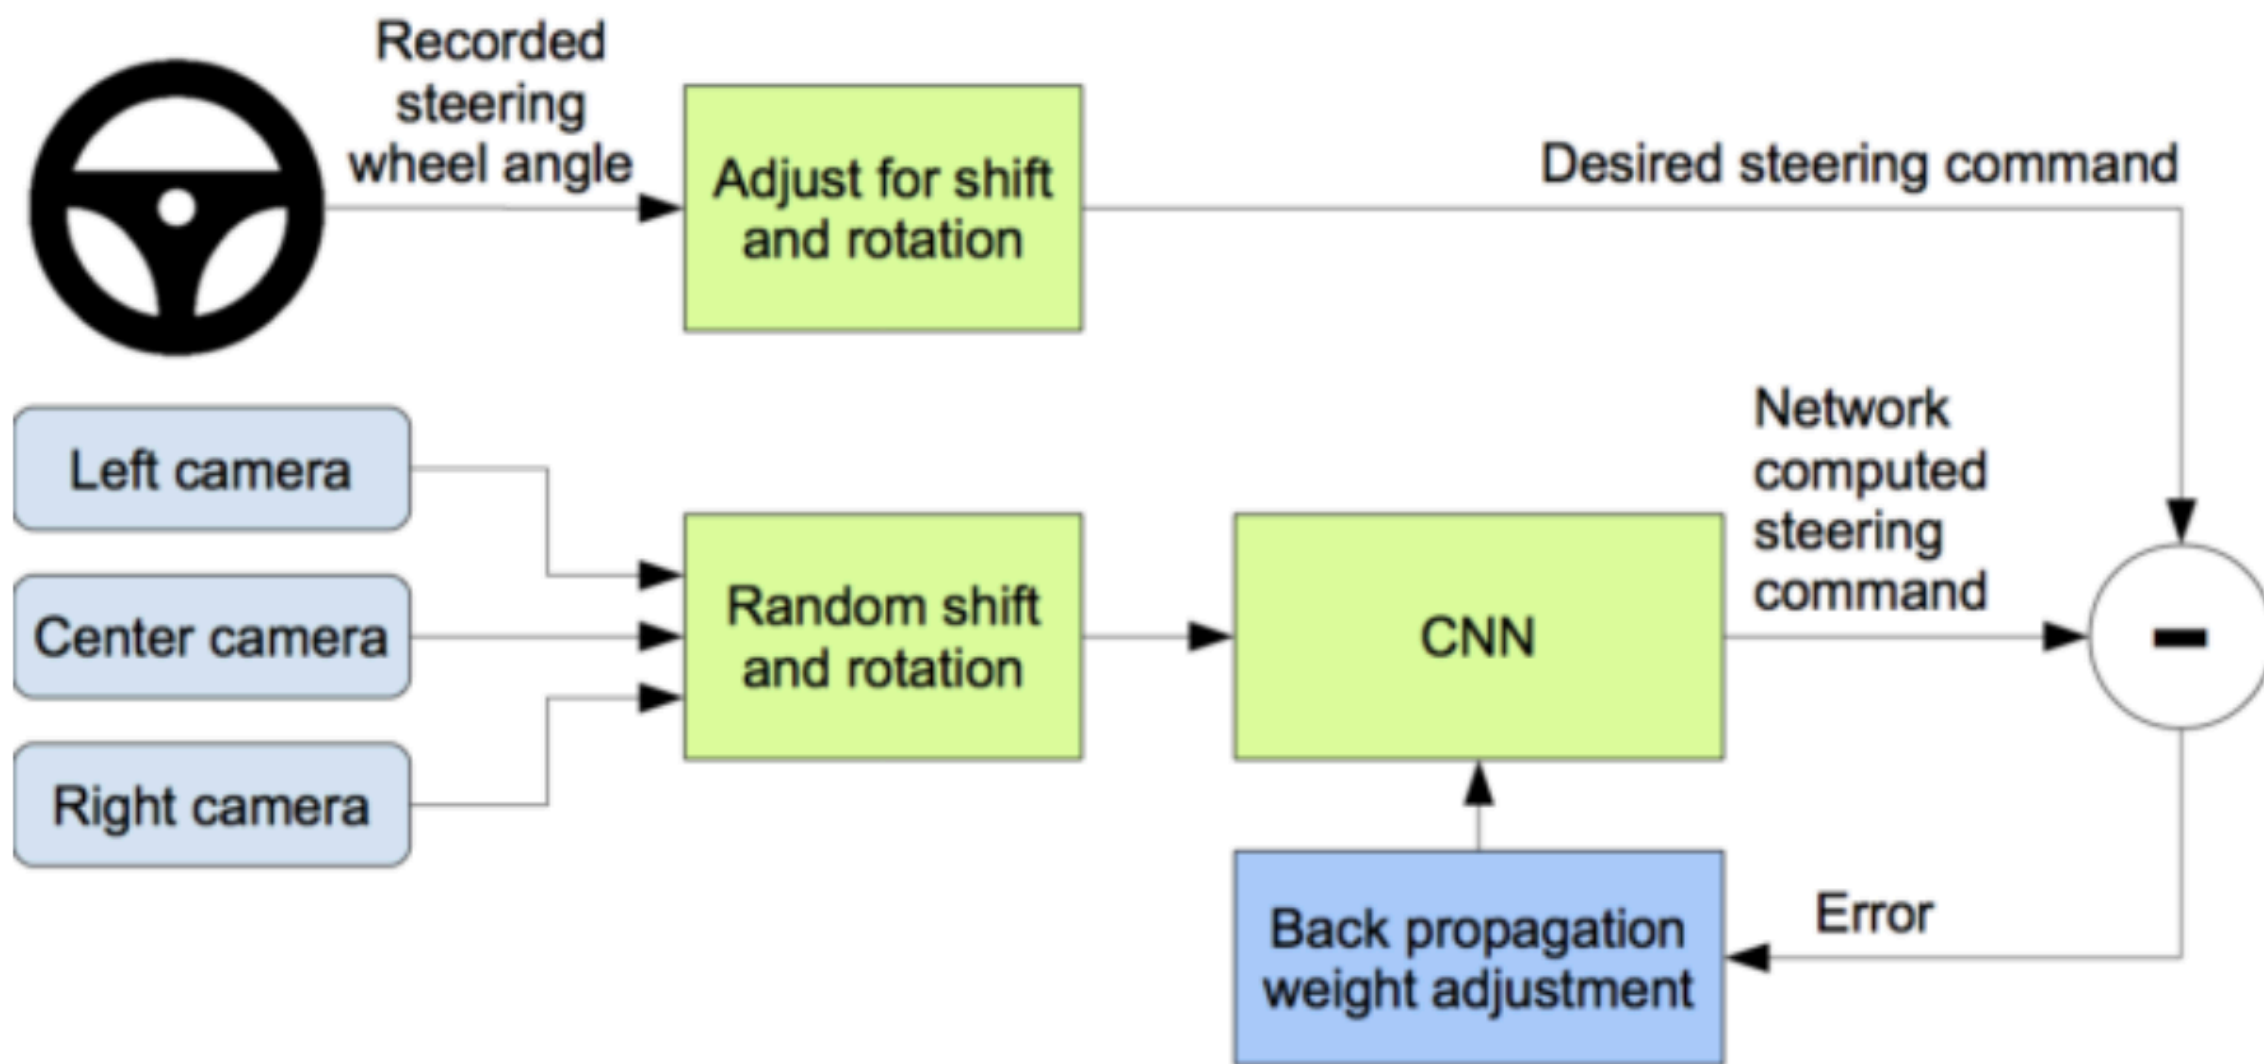 Recorded
steering
wheel angle
Adjust for shift
and rotation
Desired steering command
Left camera
Center camera
Right camera
Random shift
and rotation
CNN
Network
computed
steering
command
-
Back propagation
weight adjustment
Error